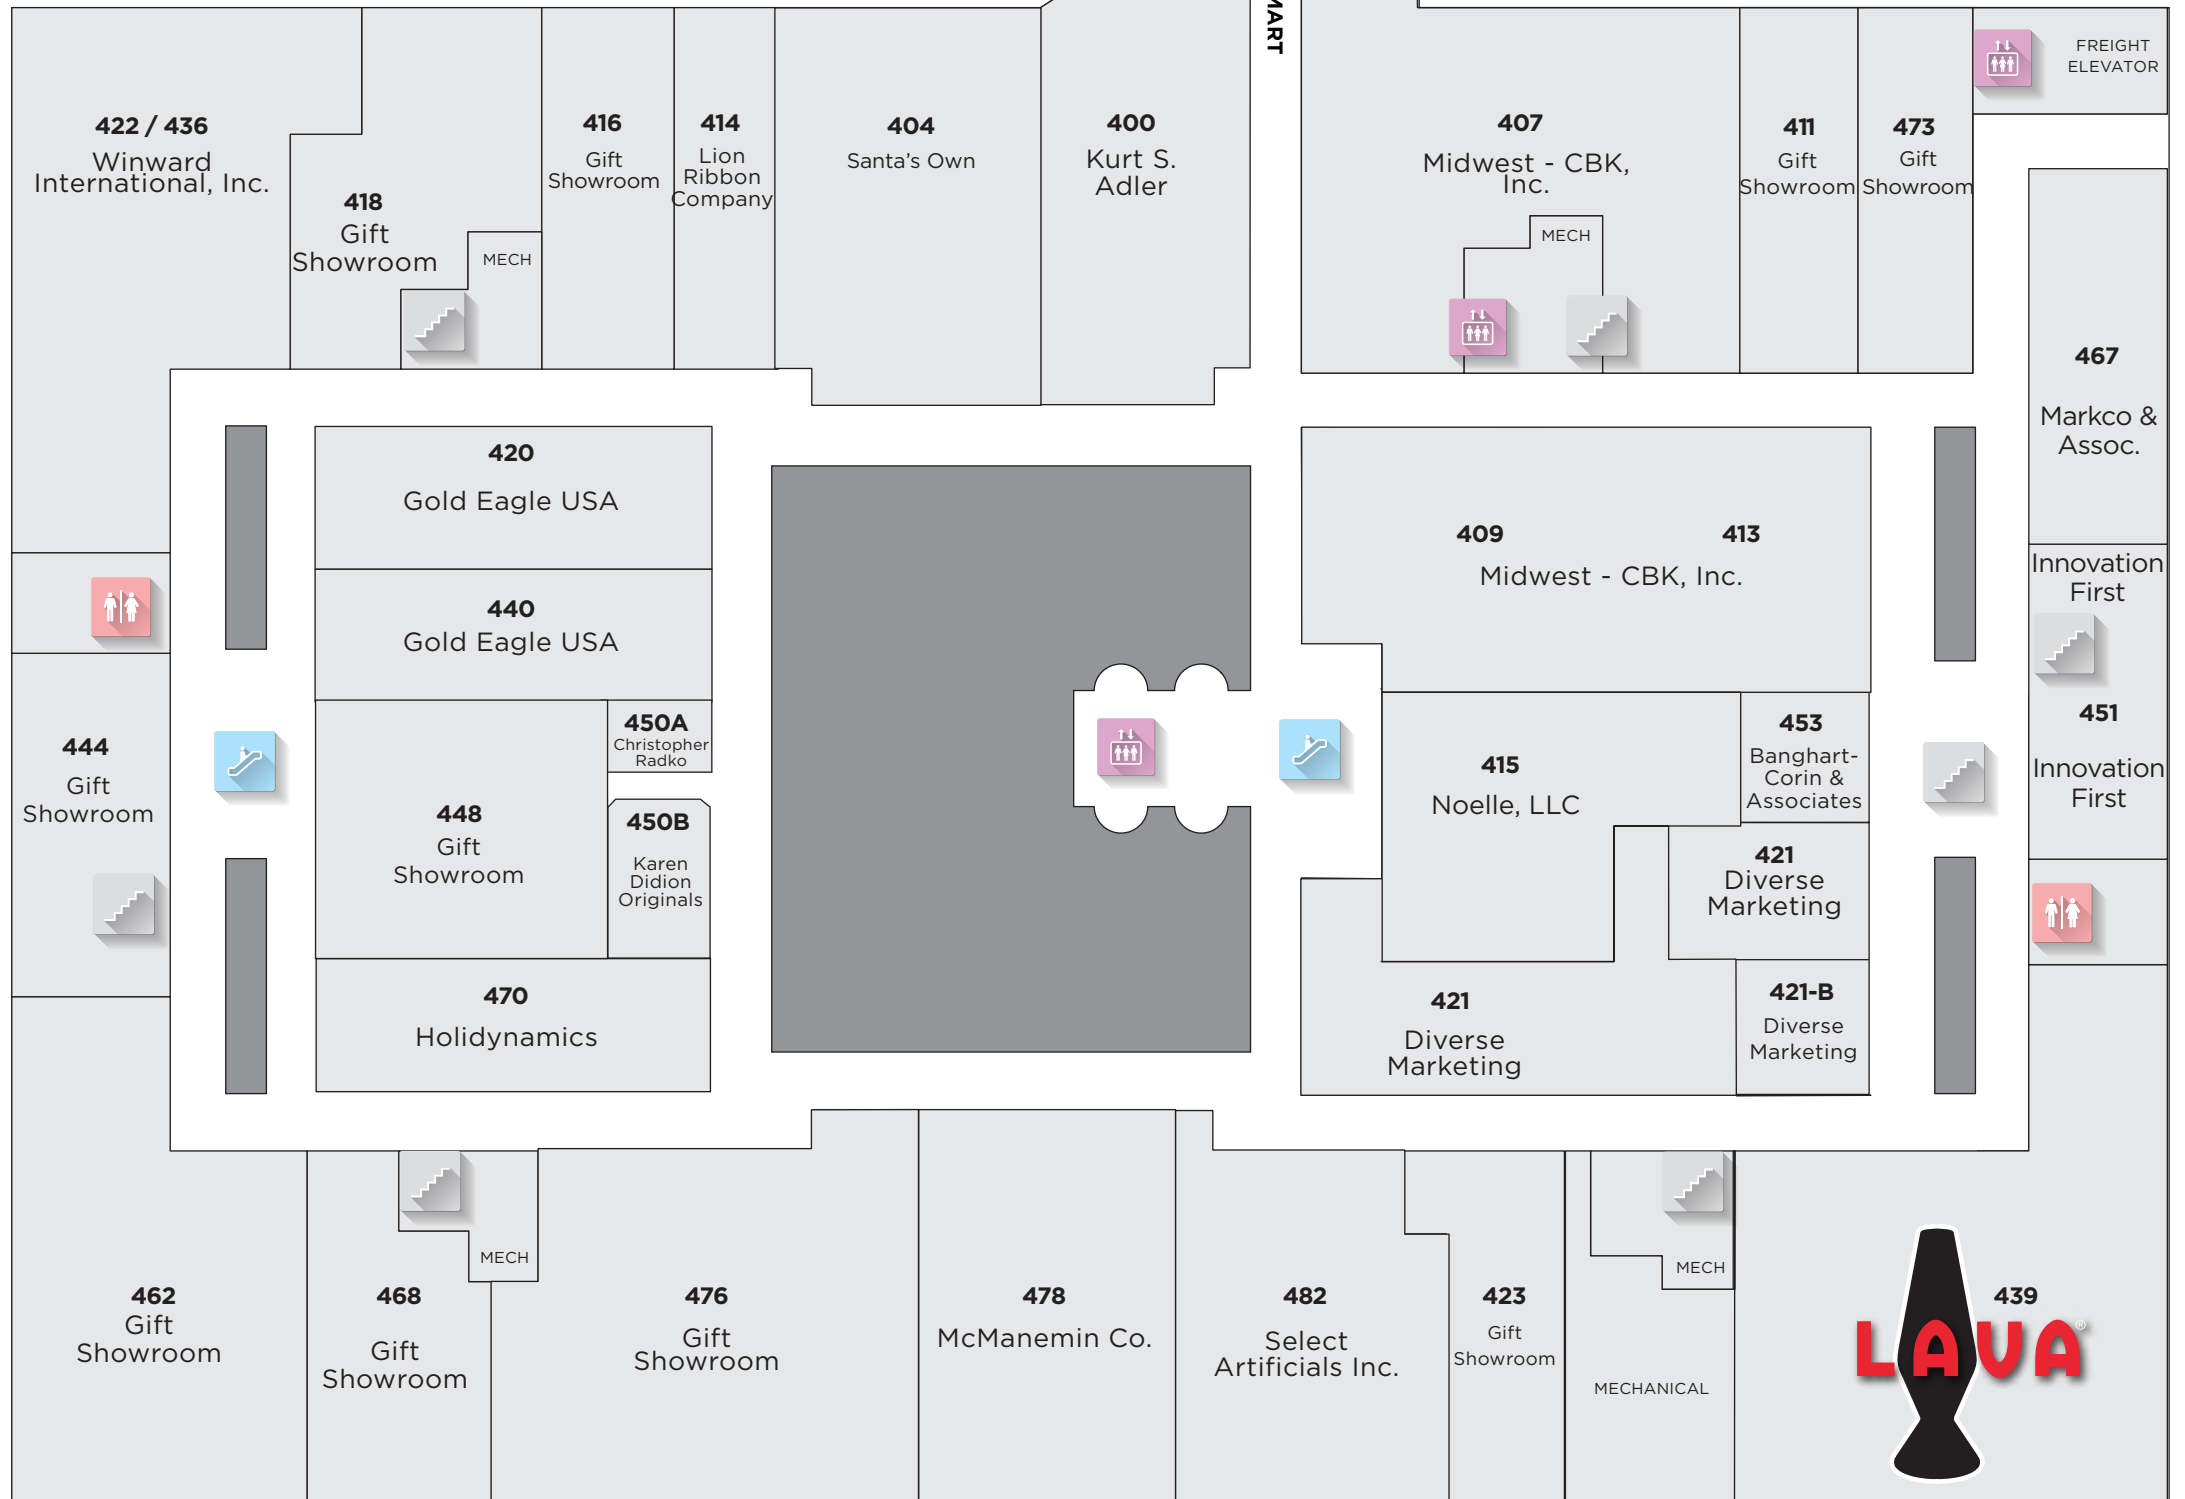 MART
FREIGHT
ELEVATOR
422 / 436
Winward
International, Inc.
418
Gift
Showroom
MECH
416
Gift
Showroom
414
Lion
Ribbon
Company
404
Santa's Own
400
Kurt S.
Adler
407
Midwest - CBK,
Inc.
MECH
411
Gift
Showroom
473
Gift
Showroom
467
Markco &
Assoc.
420
Gold Eagle USA
440
Gold Eagle USA
409
413
Midwest - CBK, Inc.
Innovation
First
444
Gift
Showroom
450A
Christopher
Radko
448
Gift
Showroom
450B
Karen
Didion
Originals
415
Noelle, LLC
453
Banghart-
Corin &
Associates
451
Innovation
First
421
Diverse
Marketing
470
Holidynamics
421
Diverse
Marketing
421-B
Diverse
Marketing
462
Gift
Showroom
468
Gift
Showroom
MECH
476
Gift
Showroom
478
McManemin Co.
482
Select
Artificials Inc.
423
Gift
Showroom
MECH
MECHANICAL
439
LAVA®